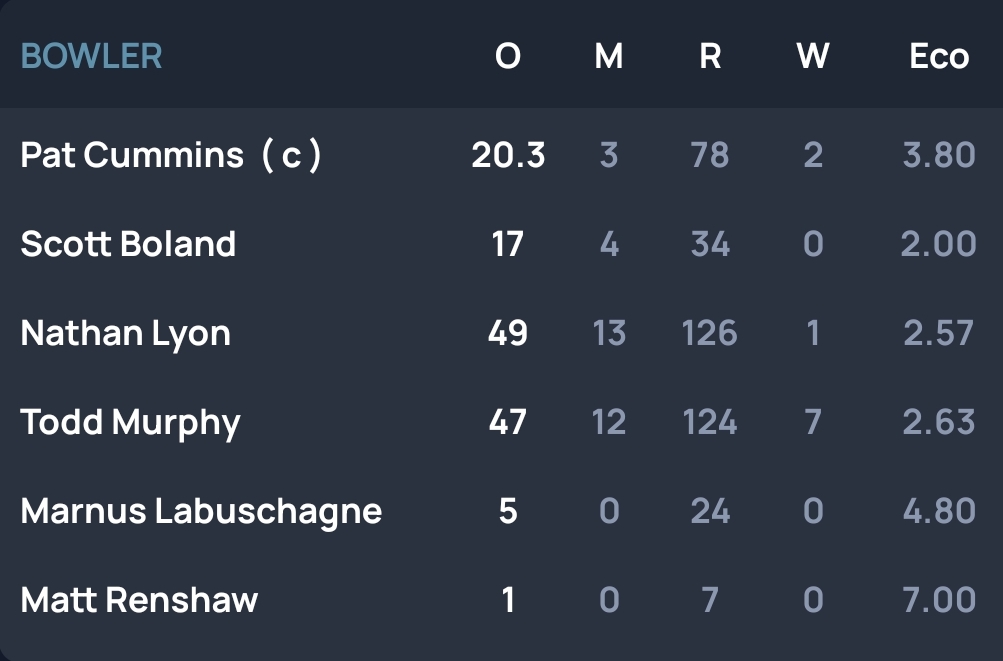 BOWLER O M R W Eco
Pat Cummins ( c ) 20.3 3 78 2 3.80
Scott Boland 17 4 34 0 2.00
Nathan Lyon 49 13 126 1 2.57
Todd Murphy 47 12 124 7 2.63
Marnus Labuschagne 5 0 24 0 4.80
Matt Renshaw 1 0 7 0 7.00